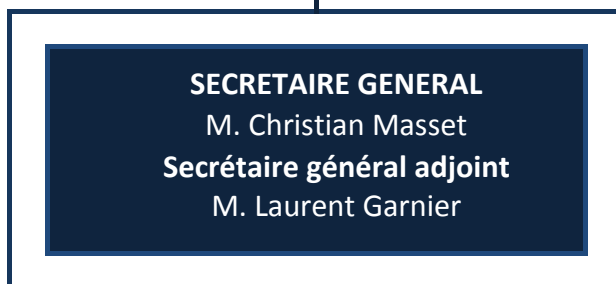 SECRETAIRE GENERAL
M. Christian Masset
Secrétaire général adjoint
M. Laurent Garnier